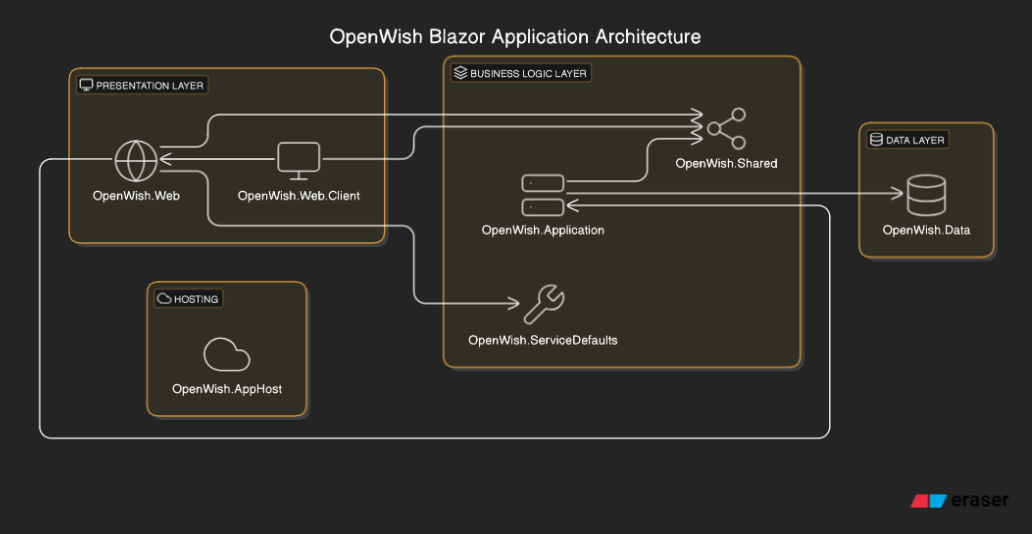 OpenWish Blazor Application Architecture
PRESENTATION LAYER
OpenWish.Web
OpenWish.Web.Client
BUSINESS LOGIC LAYER
OpenWish.Shared
OpenWish.Application
OpenWish.ServiceDefaults
DATA LAYER
OpenWish.Data
HOSTING
OpenWish.AppHost
eraser